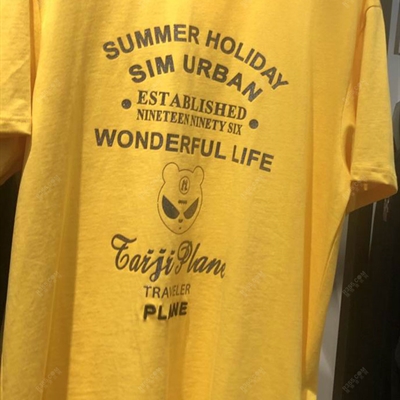 SUMMER HOLIDAY
SIM URBAN
• ESTABLISHED •
NINETEEN NINETY SIX
WONDERFUL LIFE
Taiji Plane
TRAVELER
PLANE